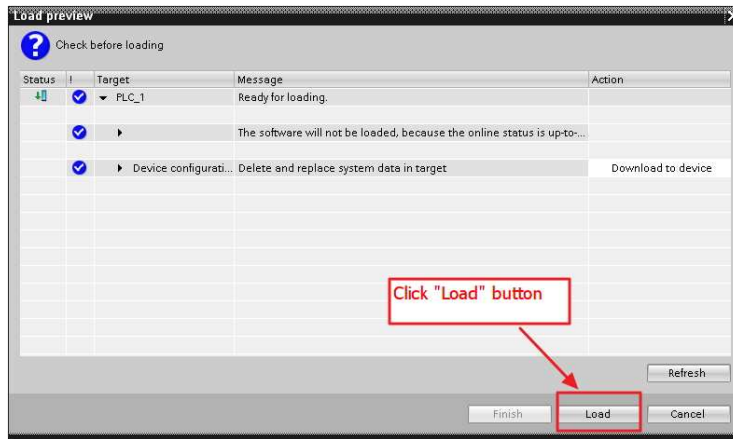 Load preview
Check before loading
Status ! Target Message Action
PLC_1 Ready for loading.
The software will not be loaded, because the online status is up-to-...
Device configurati... Delete and replace system data in target Download to device
Click "Load" button
Refresh
Finish Load Cancel